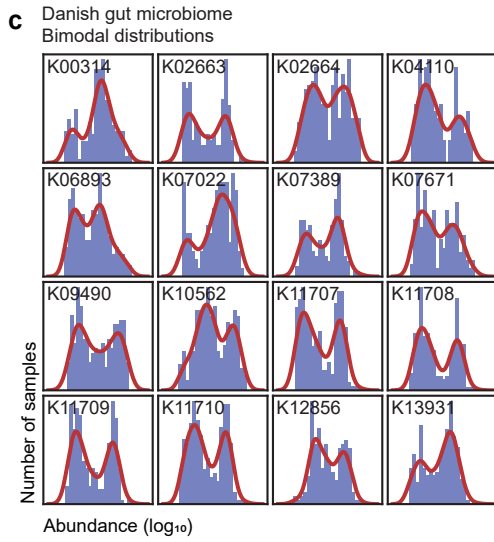 c Danish gut microbiome
Bimodal distributions
K00314 K02663 K02664 K04110
K06893 K07022 K07389 K07671
K09490 K10562 K11707 K11708
K11709 K11710 K12856 K13931
Number of samples
Abundance (log₁₀)